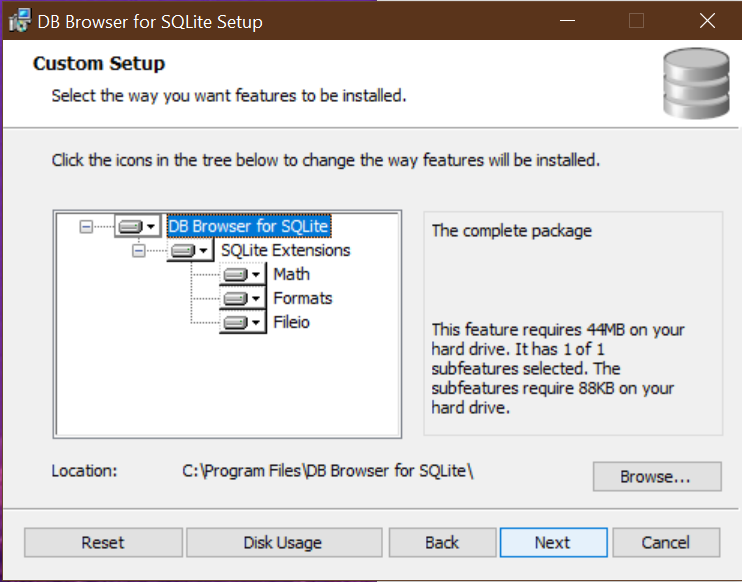 DB Browser for SQLite Setup
Custom Setup
Select the way you want features to be installed.
Click the icons in the tree below to change the way features will be installed.
DB Browser for SQLite
SQLite Extensions
Math
Formats
Fileio
The complete package
This feature requires 44MB on your
hard drive. It has 1 of 1
subfeatures selected. The
subfeatures require 88KB on your
hard drive.
Location: C:\Program Files\DB Browser for SQLite\
Browse...
Reset Disk Usage Back Next Cancel